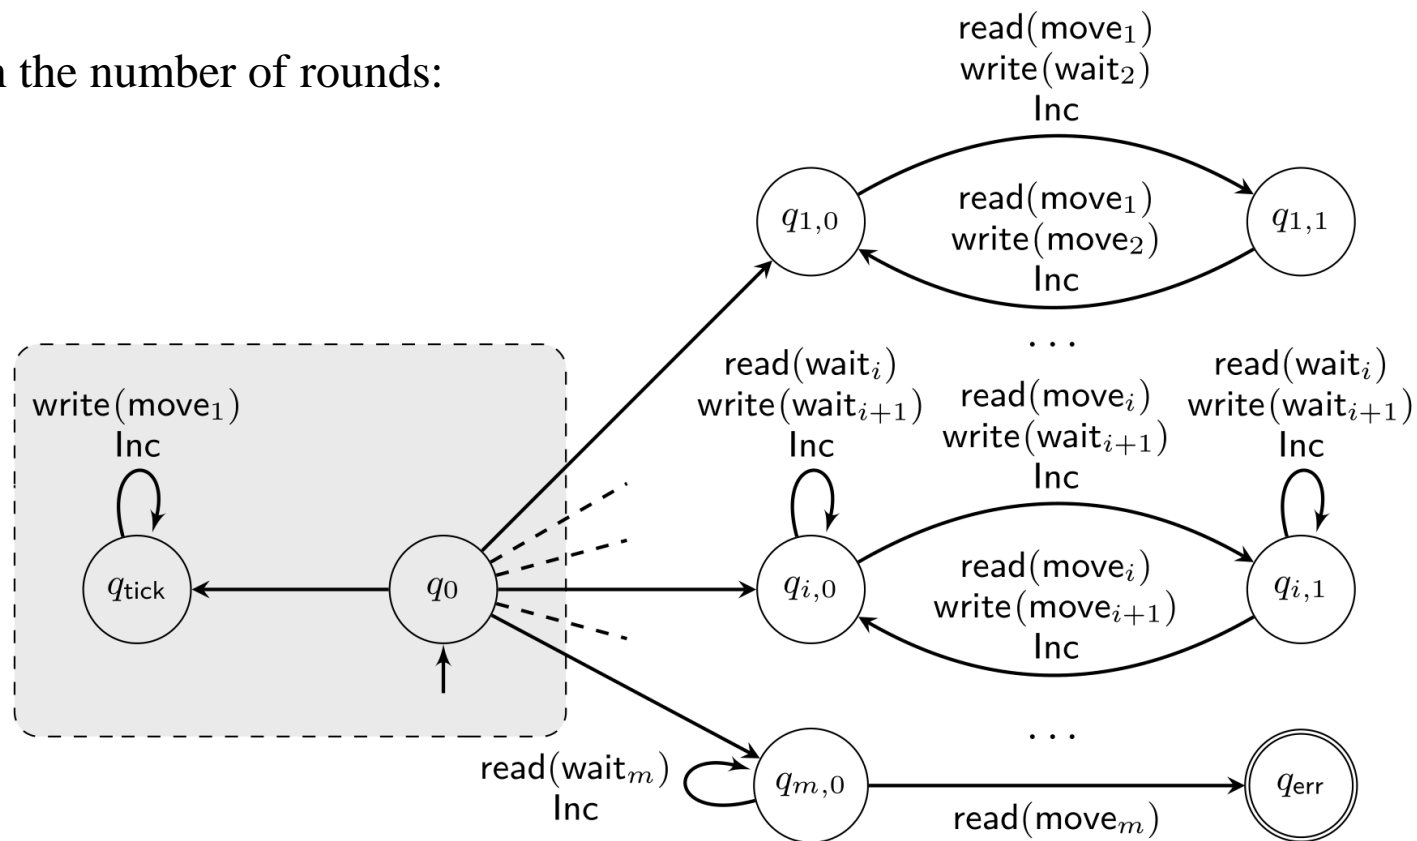 n the number of rounds:
read(move₁)
write(wait₂)
Inc
q₁,₀
read(move₁)
write(move₂)
Inc
q₁,₁
...
write(move₁)
Inc
read(waitᵢ)
write(waitᵢ₊₁)
Inc
read(moveᵢ)
write(waitᵢ₊₁)
Inc
read(waitᵢ)
write(waitᵢ₊₁)
Inc
q_tick
q₀
qᵢ,₀
read(moveᵢ)
write(moveᵢ₊₁)
Inc
qᵢ,₁
...
read(waitₘ)
Inc
qₘ,₀
read(moveₘ)
q_err